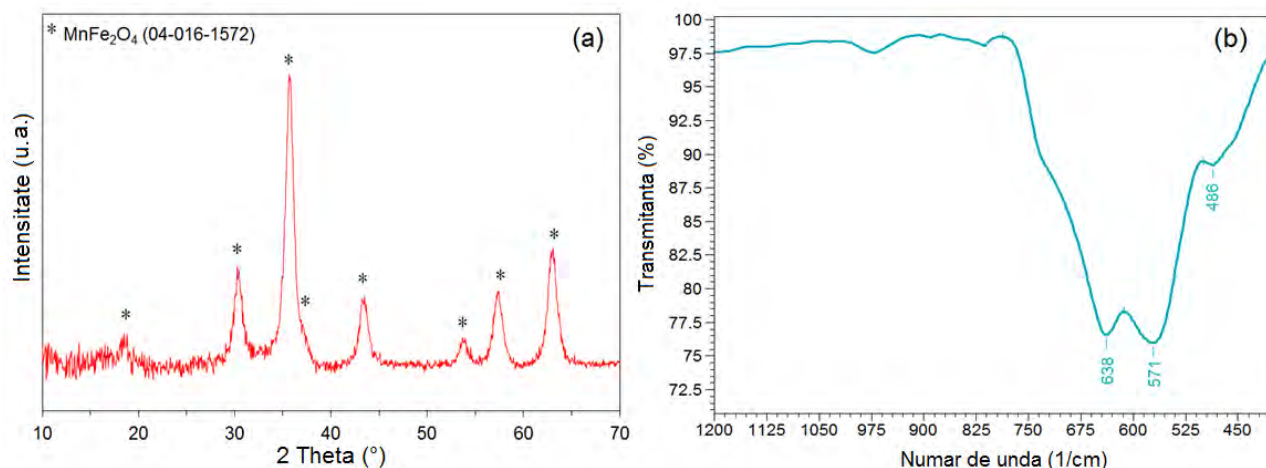 * MnFe₂O₄ (04-016-1572)
(a)
Intensitate (u.a.)
* * * * * * * *
10 20 30 40 50 60 70
2 Theta (°)
(b)
Transmitanta (%)
100
97.5
95
92.5
90
87.5
85
82.5
80
77.5
75
72.5
638
571
486
1200 1125 1050 975 900 825 750 675 600 525 450
Numar de unda (1/cm)